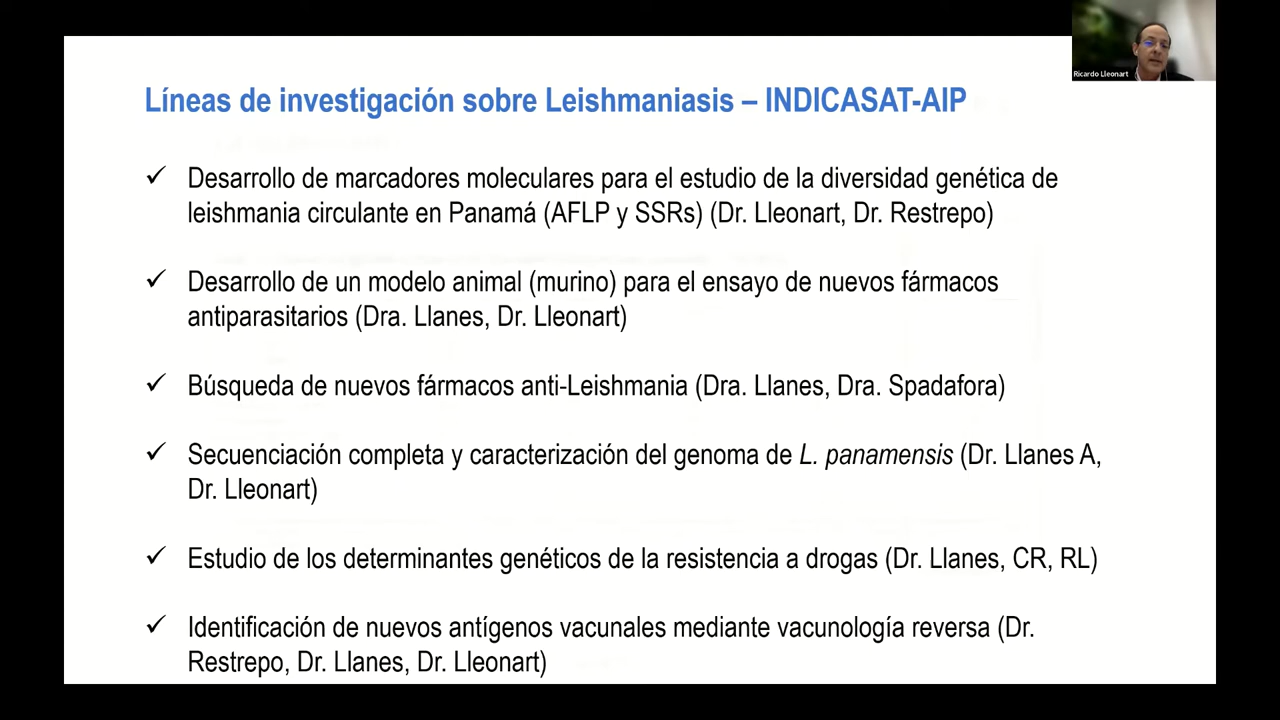 Ricardo Lleonart
Líneas de investigación sobre Leishmaniasis – INDICASAT-AIP
✓ Desarrollo de marcadores moleculares para el estudio de la diversidad genética de
leishmania circulante en Panamá (AFLP y SSRs) (Dr. Lleonart, Dr. Restrepo)
✓ Desarrollo de un modelo animal (murino) para el ensayo de nuevos fármacos
antiparasitarios (Dra. Llanes, Dr. Lleonart)
✓ Búsqueda de nuevos fármacos anti-Leishmania (Dra. Llanes, Dra. Spadafora)
✓ Secuenciación completa y caracterización del genoma de L. panamensis (Dr. Llanes A,
Dr. Lleonart)
✓ Estudio de los determinantes genéticos de la resistencia a drogas (Dr. Llanes, CR, RL)
✓ Identificación de nuevos antígenos vacunales mediante vacunología reversa (Dr.
Restrepo, Dr. Llanes, Dr. Lleonart)